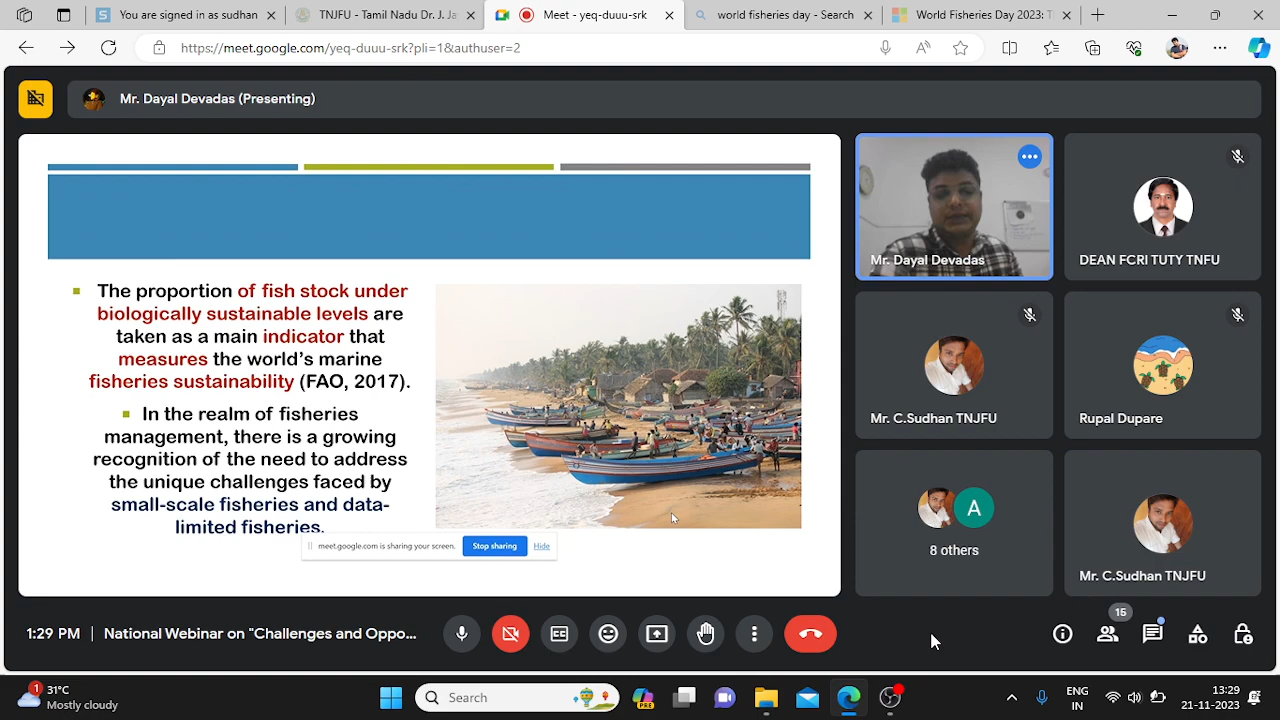 You signed in as sudhan
TNJFU - Tamil Nadu Dr. J. Ja
Meet - yeq-duuu-srk
world fisheries day - Search
World Fisheries Day 2023: T
https://meet.google.com/yeq-duuu-srk?pli=1&authuser=2
Mr. Dayal Devadas (Presenting)
The proportion of fish stock under
biologically sustainable levels are
taken as a main indicator that
measures the world's marine
fisheries sustainability (FAO, 2017).
In the realm of fisheries
management, there is a growing
recognition of the need to address
the unique challenges faced by
small-scale fisheries and data-
limited fisheries.
meet.google.com is sharing your screen.
Stop sharing
Hide
Mr. Dayal Devadas
DEAN FCRI TUTY TNFU
Mr. C.Sudhan TNJFU
Rupal Dupare
A
8 others
Mr. C.Sudhan TNJFU
1:29 PM | National Webinar on "Challenges and Oppo...
15
1
31°C
Mostly cloudy
Search
PRE
ENG
IN
13:29
21-11-2023